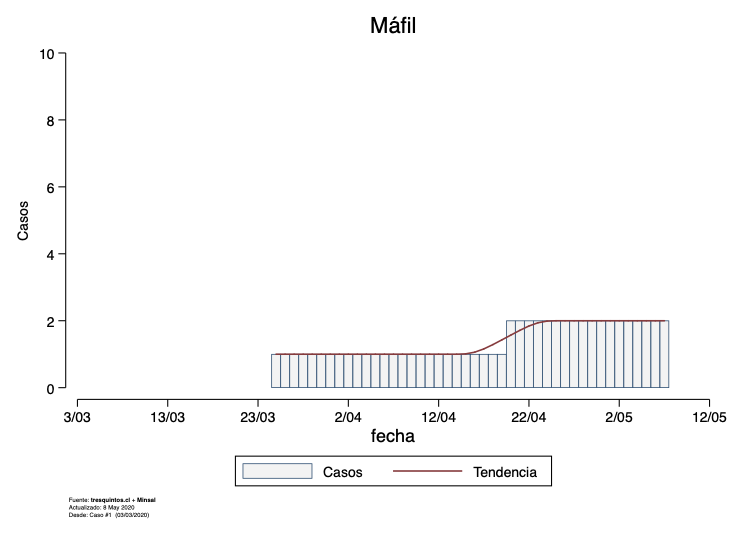 Máfil
10
8
6
4
2
0
Casos
3/03 13/03 23/03 2/04 12/04 22/04 2/05 12/05
fecha
Casos Tendencia
Fuente: tresquintos.cl + Minsal
Actualizado: 8 May 2020
Desde: Caso #1 (03/03/2020)